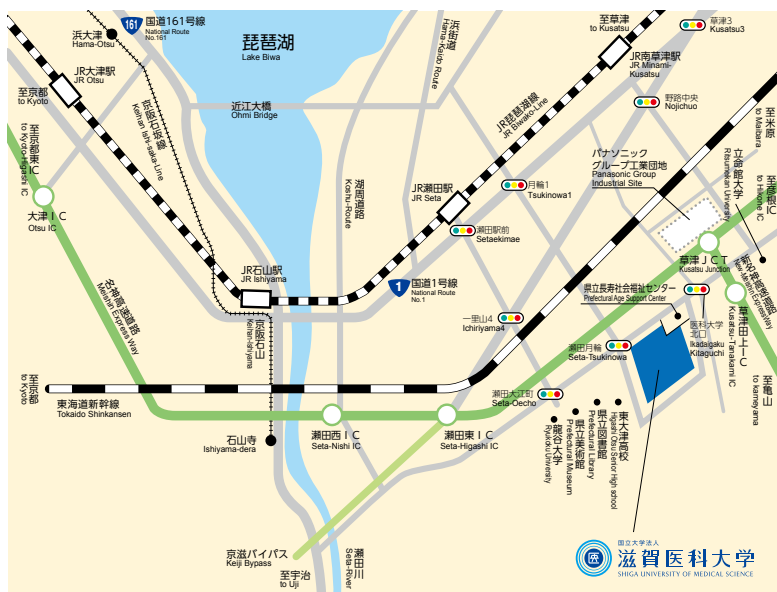 161
国道161号線
National Route
No.161
浜大津
Hama-Otsu
琵琶湖
Lake Biwa
浜街道
Hama-Kaido Route
至草津
to Kusatsu
草津3
Kusatsu3
JR南草津駅
JR Minami-
Kusatsu
JR大津駅
JR Otsu
至京都
to Kyoto
近江大橋
Ohmi Bridge
野路中央
Nojichuo
至米原
to Maibara
京阪石坂線
Keihan Ishi-saka-Line
JR琵琶湖線
JR Biwako-Line
至京都東IC
to Kyoto-Higashi IC
パナソニック
グループ工業団地
Panasonic Group
Industrial Site
立命館大学
Ritsumeikan University
至彦根IC
to Hikone IC
湖周道路
Koshu-Route
JR瀬田駅
JR Seta
月輪1
Tsukinowa1
大津IC
Otsu IC
瀬田駅前
Setaekimae
草津JCT
Kusatsu Junction
新名神高速道路
New-Meishin Expressway
JR石山駅
JR Ishiyama
名神高速道路
Meishin Express Way
1
国道1号線
National Route
No.1
県立長寿社会福祉センター
Prefectural Age Support Center
京阪石山
Keihan-ishiyama
一里山4
Ichiriyama4
医科大学
北口
Ikadaigaku
Kitaguchi
草津田上IC
Kusatsu-Tanakami IC
瀬田月輪
Seta-Tsukinowa
至京都
to Kyoto
東海道新幹線
Tokaido Shinkansen
瀬田大江町
Seta-Oecho
至亀山
to kameyama
石山寺
Ishiyama-dera
瀬田西IC
Seta-Nishi IC
瀬田東IC
Seta-Higashi IC
龍谷大学
Ryukoku University
県立美術館
Prefectural Museum
県立図書館
Prefectural Library
東大津高校
Higashi Otsu Senior High school
京滋バイパス
Keiji Bypass
至宇治
to Uji
瀬田川
Seta-River
国立大学法人
滋賀医科大学
SHIGA UNIVERSITY OF MEDICAL SCIENCE